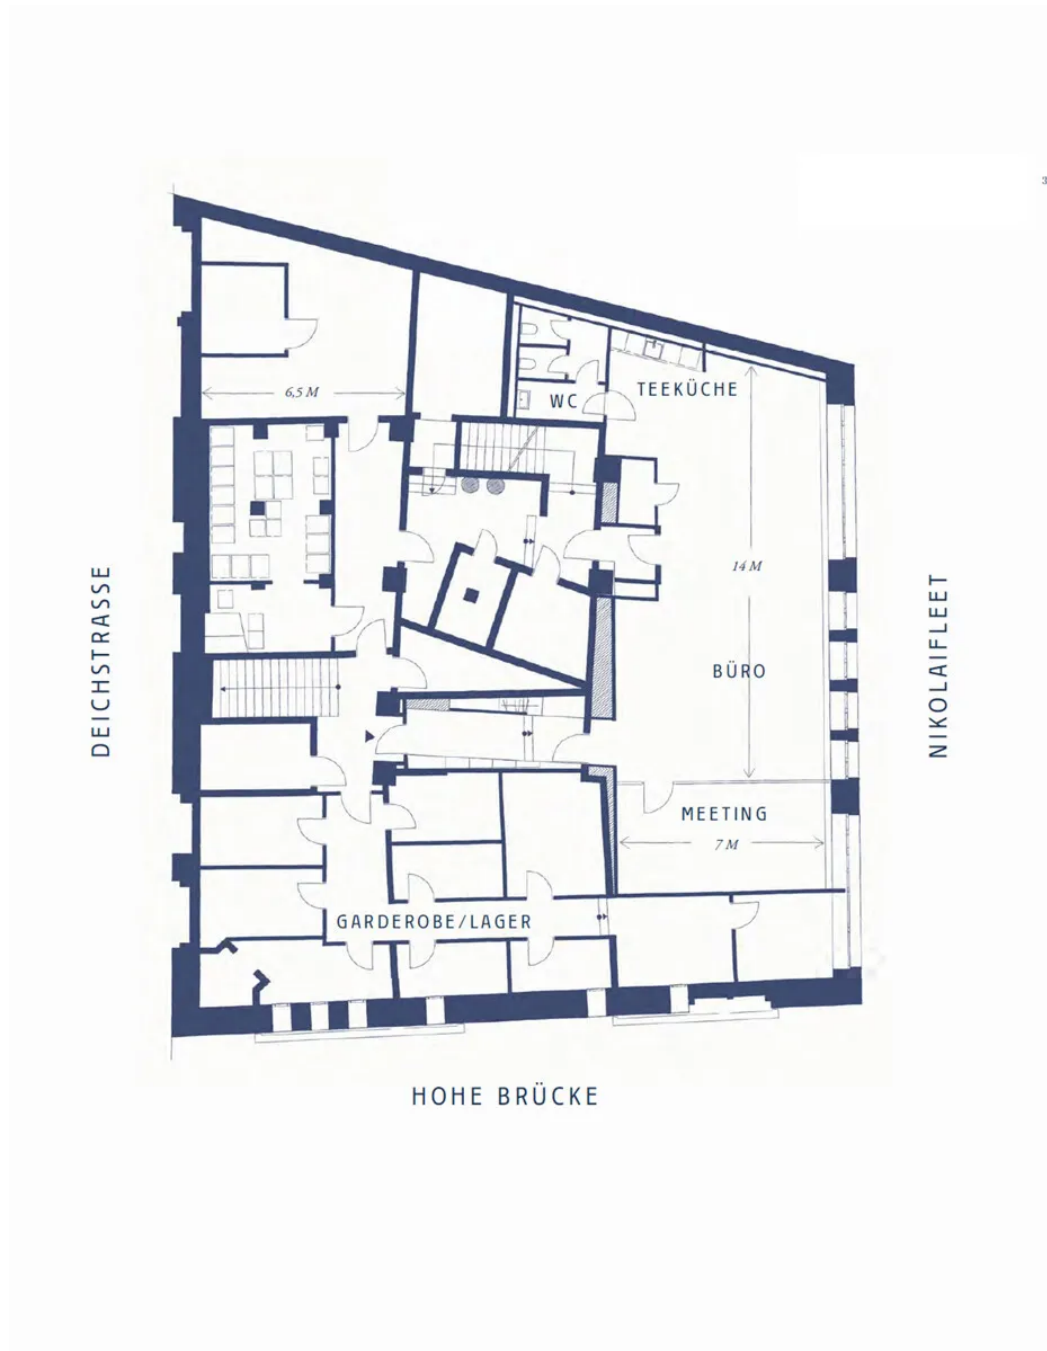 3
6,5 M
WC
TEEKÜCHE
14 M
DEICHSTRASSE
NIKOLAIFLEET
BÜRO
MEETING
7 M
GARDEROBE/LAGER
HOHE BRÜCKE